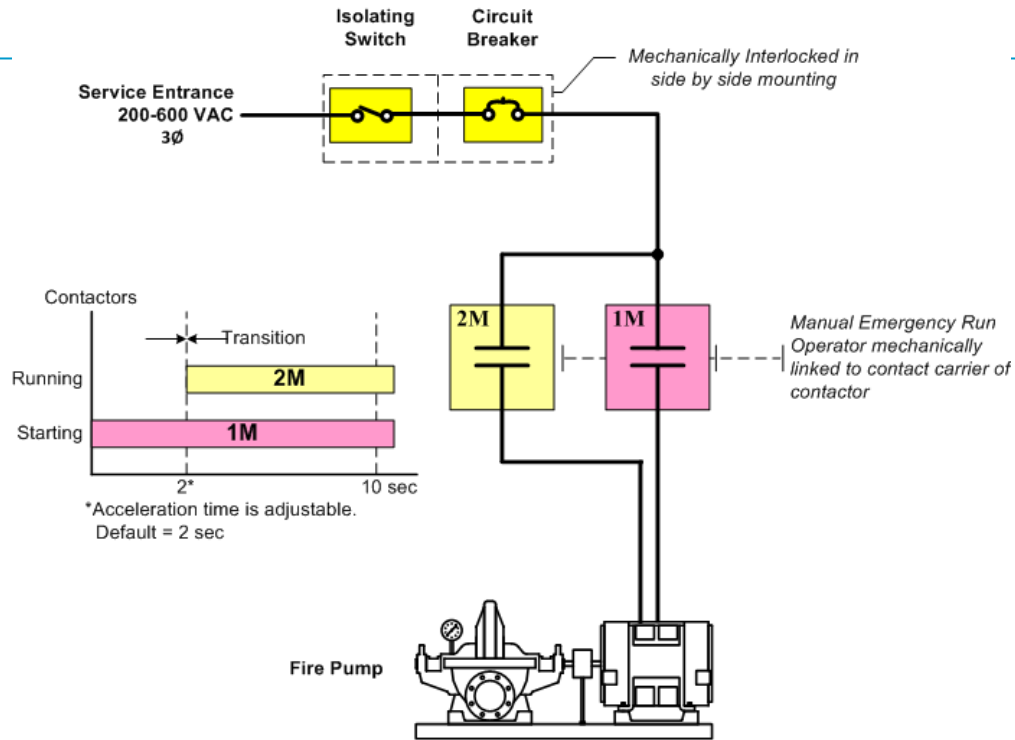 Isolating
Switch
Circuit
Breaker
Mechanically Interlocked in
side by side mounting
Service Entrance
200-600 VAC
3Ø
Contactors
Transition
Running
2M
Starting
1M
2*
10 sec
*Acceleration time is adjustable.
Default = 2 sec
2M
1M
Manual Emergency Run
Operator mechanically
linked to contact carrier of
contactor
Fire Pump